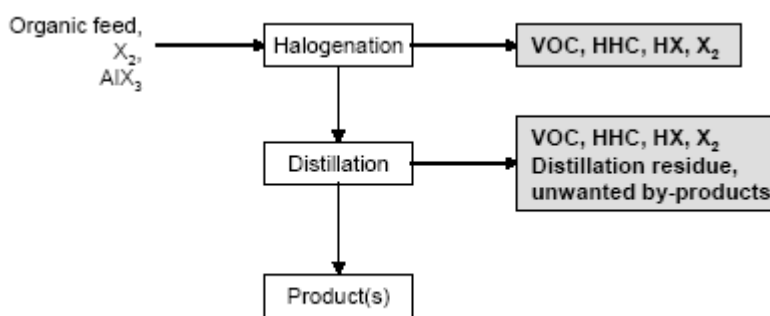 Organic feed,
X₂,
AlX₃
Halogenation
VOC, HHC, HX, X₂
Distillation
VOC, HHC, HX, X₂
Distillation residue,
unwanted by-products
Product(s)